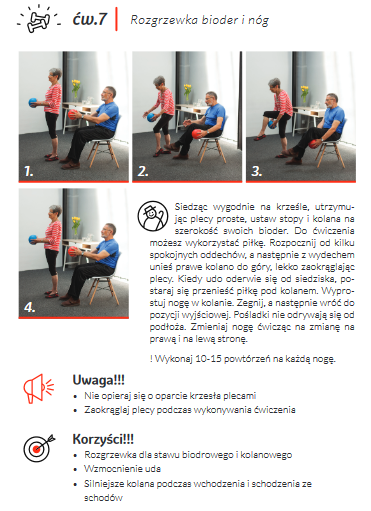 ćw.7 Rozgrzewka bioder i nóg
1.
2.
3.
4.
Siedząc wygodnie na krześle, utrzymu-
jąc plecy proste, ustaw stopy i kolana na
szerokość swoich bioder. Do ćwiczenia
możesz wykorzystać piłkę. Rozpocznij od kilku
spokojnych oddechów, a następnie z wydechem
unieś prawe kolano do góry, lekko zaokrąglając
plecy. Kiedy udo oderwie się od siedziska, po-
staraj się przenieść piłkę pod kolanem. Wypro-
stuj nogę w kolanie. Zegnij, a następnie wróć do
pozycji wyjściowej. Pośladki nie odrywają się od
podłoża. Zmieniaj nogę ćwicząc na zmianę na
prawą i na lewą stronę.
! Wykonaj 10-15 powtórzeń na każdą nogę.
Uwaga!!!
• Nie opieraj się o oparcie krzesła plecami
• Zaokrąglaj plecy podczas wykonywania ćwiczenia
Korzyści!!!
• Rozgrzewka dla stawu biodrowego i kolanowego
• Wzmocnienie uda
• Silniejsze kolana podczas wchodzenia i schodzenia ze
schodów